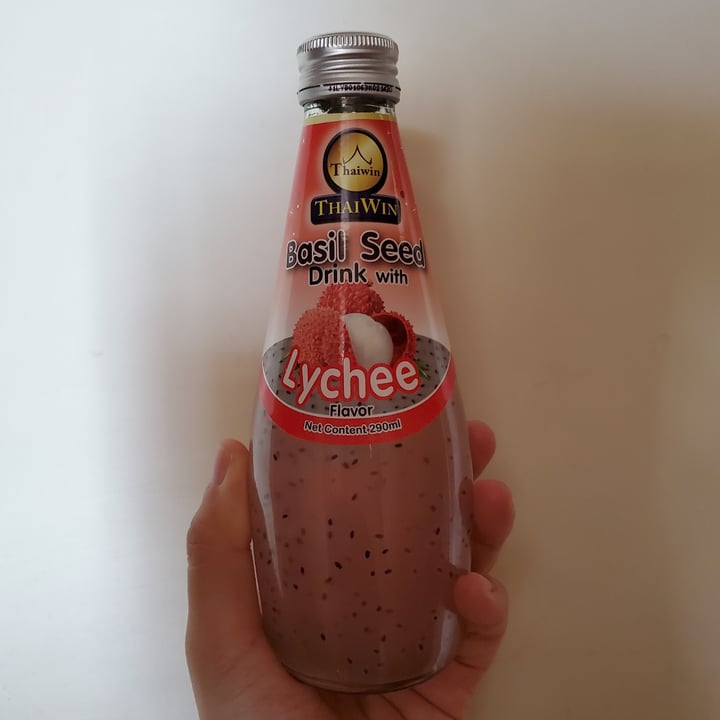 Thaiwin
THAIWIN
Basil Seed
Drink with
Lychee
Flavor
Net Content 290ml